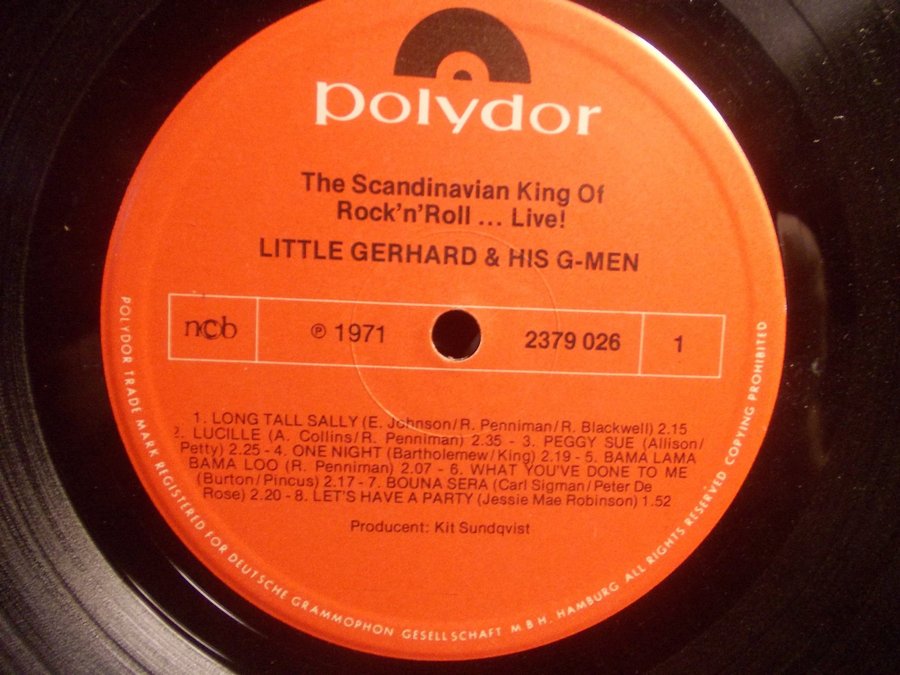 polydor
The Scandinavian King Of
Rock'n'Roll ... Live!
LITTLE GERHARD & HIS G-MEN
ncb
℗ 1971
2379 026
1
1. LONG TALL SALLY (E. Johnson/R. Penniman/R. Blackwell) 2.15
2. LUCILLE (A. Collins/R. Penniman) 2.35 - 3. PEGGY SUE (Allison/
Petty) 2.25 - 4. ONE NIGHT (Bartholemew/King) 2.19 - 5. BAMA LAMA
BAMA LOO (R. Penniman) 2.07 - 6. WHAT YOU'VE DONE TO ME
(Burton/Pincus) 2.17 - 7. BOUNA SERA (Carl Sigman/Peter De
Rose) 2.20 - 8. LET'S HAVE A PARTY (Jessie Mae Robinson) 1.52
Producent: Kit Sundqvist
POLYDOR TRADE MARK REGISTERED FOR DEUTSCHE GRAMMOPHON GESELLSCHAFT M B H. HAMBURG. ALL RIGHTS RESERVED COPYING PROHIBITED